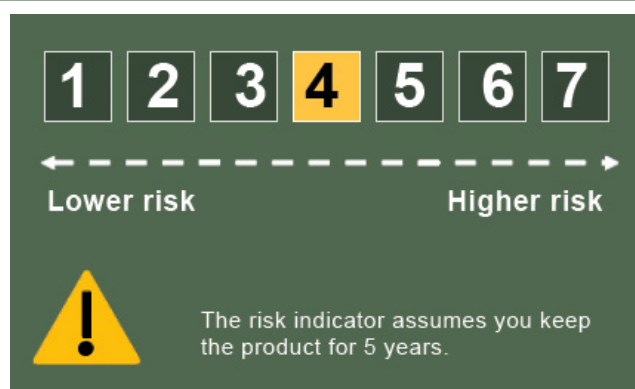 1 2 3 4 5 6 7
Lower risk Higher risk
The risk indicator assumes you keep
the product for 5 years.